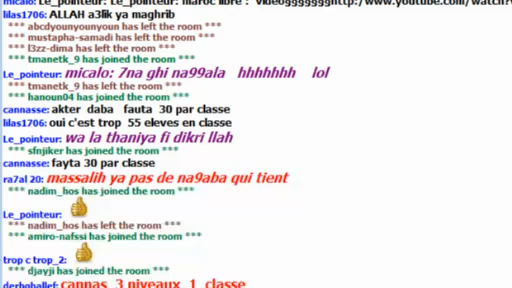 micalo: Le_pointeur: Le_pointeur: maroc libre : videogggggghttp:/www.youtube.com/watch?v
lilas1706: ALLAH a3lik ya maghrib
*** abcdyounyounyoun has left the room ***
*** mustapha-samadi has left the room ***
*** l3zz-dima has left the room ***
*** tmanetk_9 has joined the room ***
Le_pointeur: micalo: 7na ghi na99ala hhhhhhh lol
*** tmanetk_9 has left the room ***
*** hanoun04 has joined the room ***
cannasse: akter daba fauta 30 par classe
lilas1706: oui c'est trop 55 eleves en classe
Le_pointeur: wa la thaniya fi dikri llah
*** sfnjiker has joined the room ***
cannasse: fayta 30 par classe
ra7al 20: massalih ya pas de na9aba qui tient
*** nadim_hos has joined the room ***
Le_pointeur:
*** nadim_hos has left the room ***
*** amiro-nafssi has joined the room ***
trop c trop_2:
*** djayji has joined the room ***
derhghallef: cannas 3 niveaux 1 classe